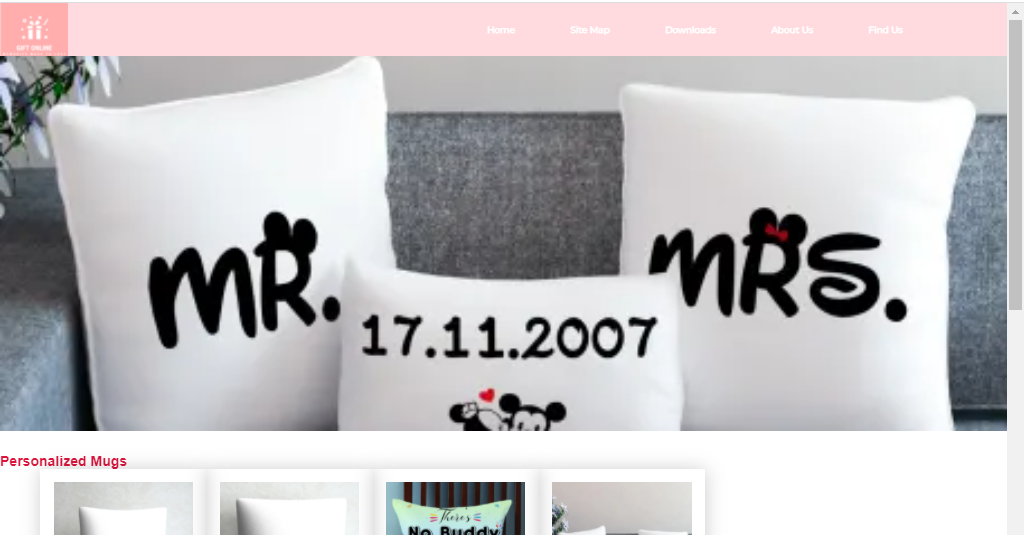 GIFT ONLINE
Home Site Map Downloads About Us Find Us
MR.
MRS.
17.11.2007
Personalized Mugs
There's
No Buddy